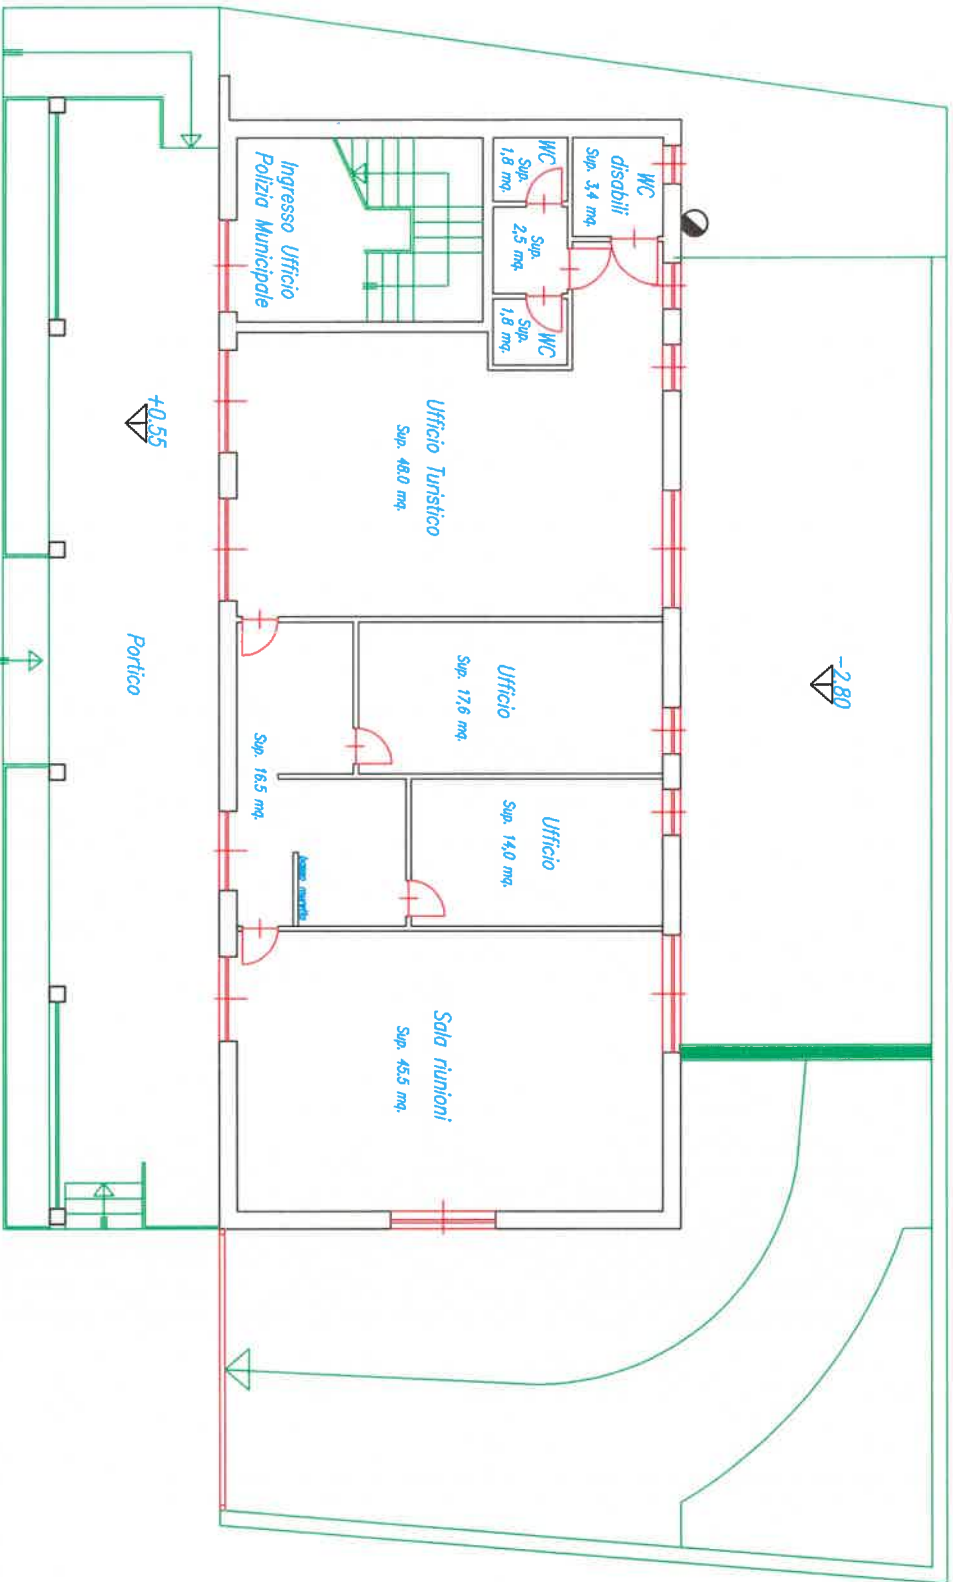 WC
disabili
Sup. 3,4 mq.
WC
Sup.
1,8 mq.
Sup.
2,5 mq.
WC
Sup.
1,8 mq.
Ingresso Ufficio
Polizia Municipale
Ufficio Turistico
Sup. 48.0 mq.
+0.55
-2.80
Portico
Ufficio
Sup. 17,6 mq.
Sup. 16.5 mq.
Ufficio
Sup. 14,0 mq.
Sala riunioni
Sup. 45.5 mq.